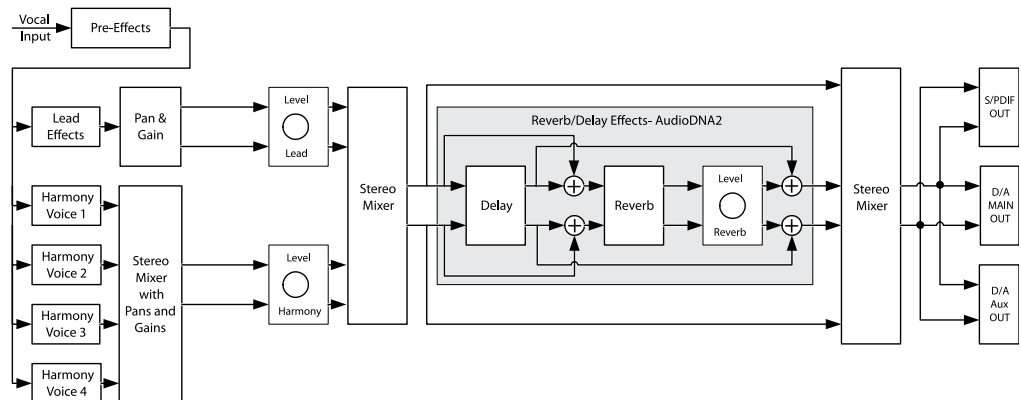 Vocal
Input
Pre-Effects
Lead
Effects
Pan &
Gain
Level
Lead
Harmony
Voice 1
Harmony
Voice 2
Harmony
Voice 3
Harmony
Voice 4
Stereo
Mixer
with
Pans and
Gains
Level
Harmony
Stereo
Mixer
Reverb/Delay Effects- AudioDNA2
Delay
Reverb
Level
Reverb
Stereo
Mixer
S/PDIF
OUT
D/A
MAIN
OUT
D/A
Aux
OUT